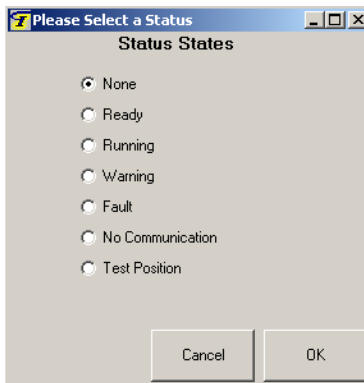 Please Select a Status
Status States
None
Ready
Running
Warning
Fault
No Communication
Test Position
Cancel OK